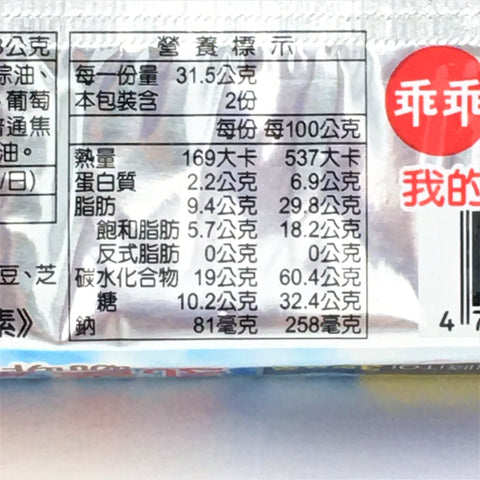 3公克
棕油、
葡萄
普通焦
油。
/日)
豆、芝
素》
營養標示
每一份量 31.5公克
本包裝含 2份
每份 每100公克
熱量 169大卡 537大卡
蛋白質 2.2公克 6.9公克
脂肪 9.4公克 29.8公克
飽和脂肪 5.7公克 18.2公克
反式脂肪 0公克 0公克
碳水化合物 19公克 60.4公克
糖 10.2公克 32.4公克
鈉 81毫克 258毫克
乖乖
我的
4 7